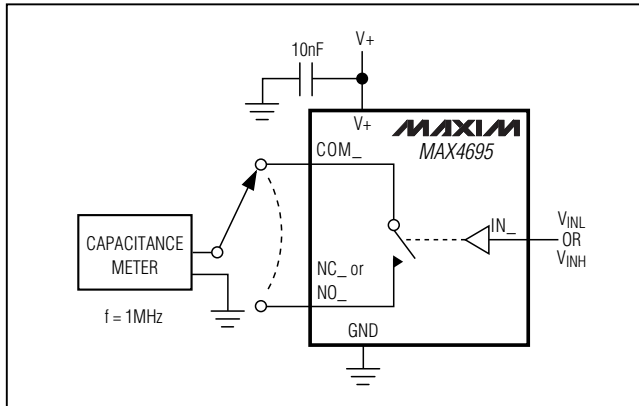 10nF
V+
V+
MAXIM
MAX4695
COM_
IN_
VINL
OR
VINH
CAPACITANCE
METER
NC_ or
NO_
f = 1MHz
GND